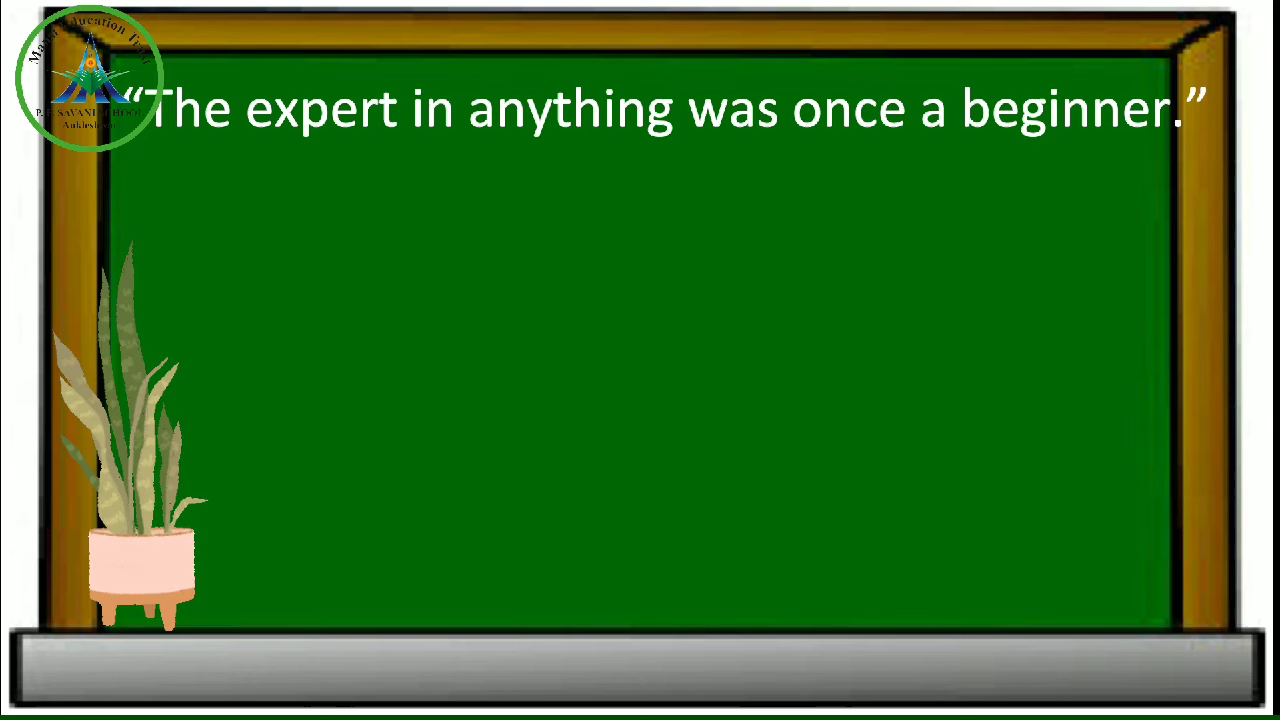 “The expert in anything was once a beginner.”